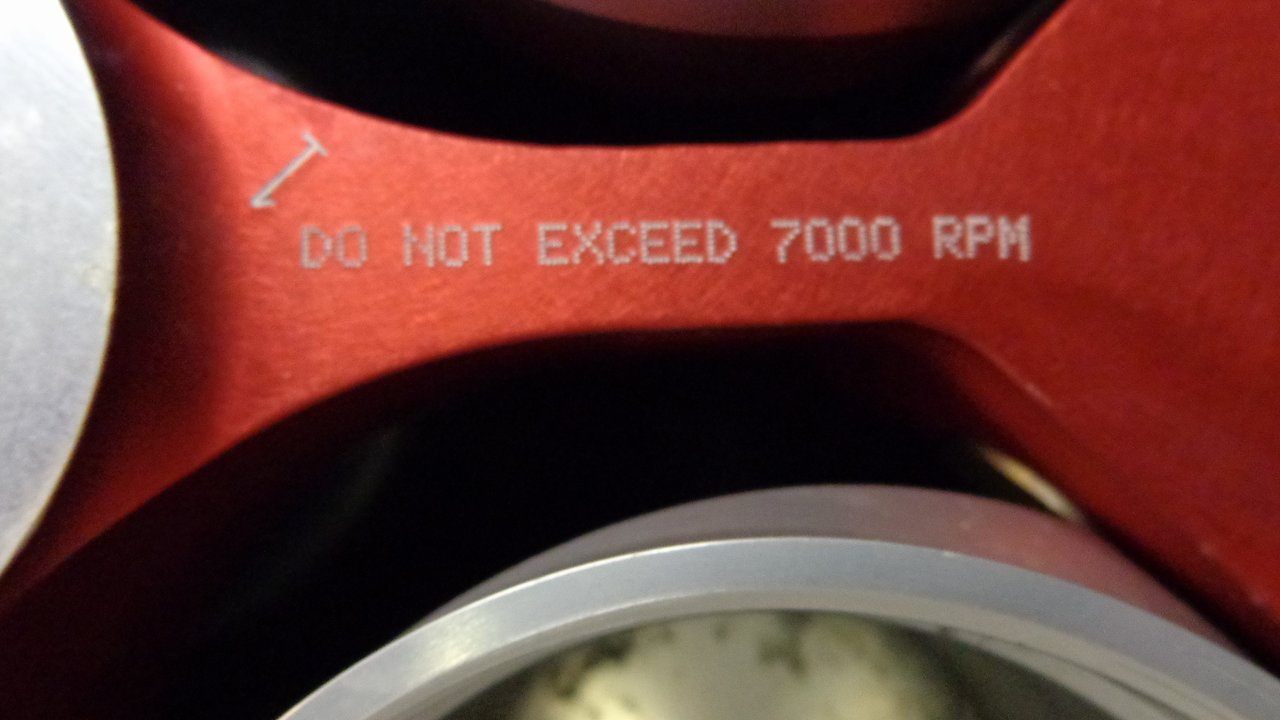 DO NOT EXCEED 7000 RPM